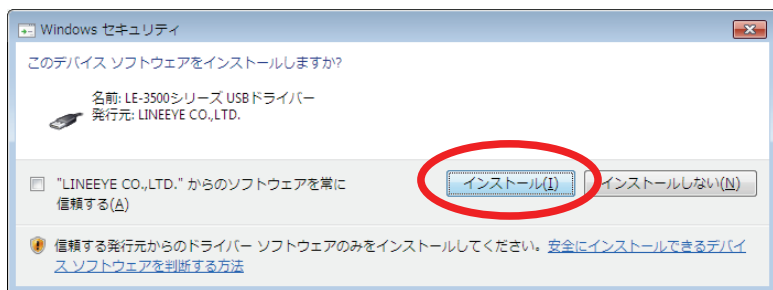 Windows セキュリティ
このデバイス ソフトウェアをインストールしますか?
名前: LE-3500シリーズ USBドライバー
発行元: LINEEYE CO.,LTD.
"LINEEYE CO.,LTD." からのソフトウェアを常に
信頼する(A)
インストール(I)
インストールしない(N)
信頼する発行元からのドライバー ソフトウェアのみをインストールしてください。安全にインストールできるデバイ
ス ソフトウェアを判断する方法